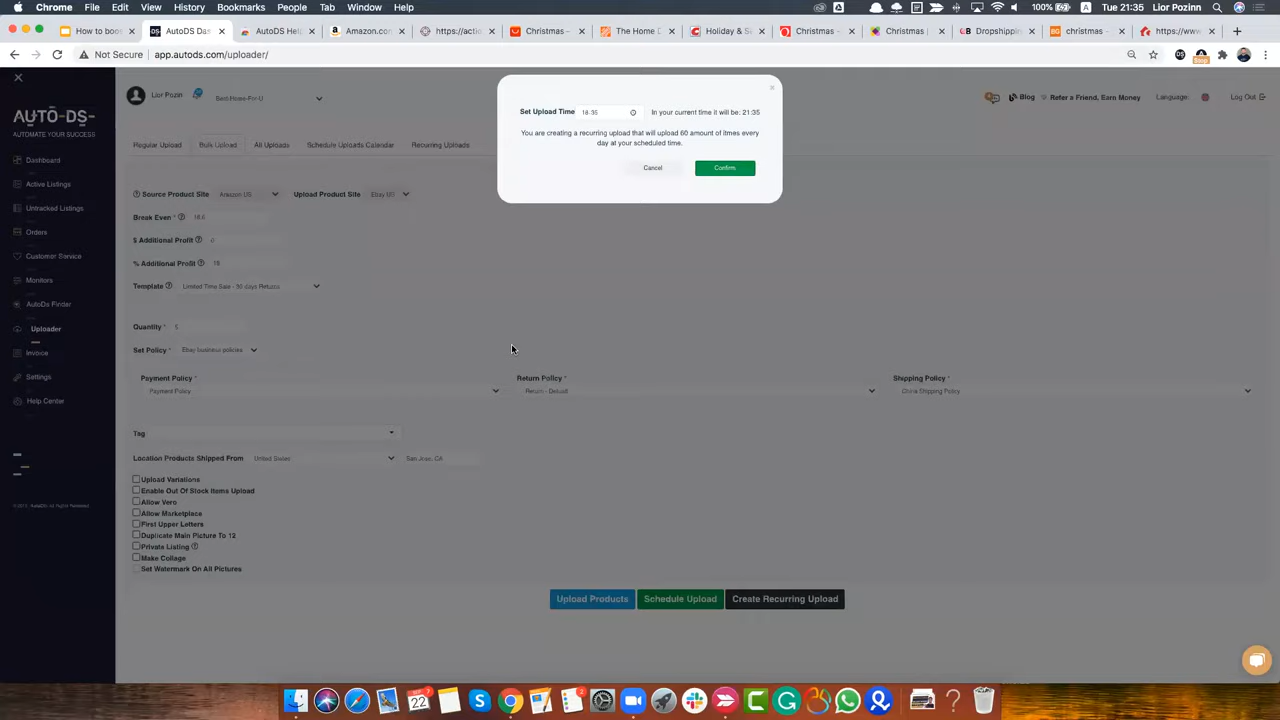 Chrome File Edit View History Bookmarks People Tab Window Help
100% Tue 21:35 Lior Pozin
How to boos
AutoDS Das
AutoDS Help
Amazon.com
https://acti
Christmas –
The Home D
Holiday & Se
Christmas –
Christmas |
Dropshippin
christmas –
https://www
Not Secure | app.autods.com/uploader/
Stop
Lior Pozin
Best-Home-For-U
Blog
Refer a Friend, Earn Money
Language:
Log Out
AUTO-DS-
AUTOMATE YOUR SUCCESS
Dashboard
Active Listings
Untracked Listings
Orders
Customer Service
Monitors
AutoDs Finder
Uploader
Invoice
Settings
Help Center
Regular Upload
Bulk Upload
All Uploads
Schedule Uploads Calendar
Recurring Uploads
Set Upload Time 18:35 In your current time it will be: 21:35
You are creating a recurring upload that will upload 60 amount of itmes every
day at your scheduled time.
Cancel
Confirm
Source Product Site Amazon US Upload Product Site
Break Even * 18.6
$ Additional Profit 0
% Additional Profit
Template Limited Time Sale - 30 days Returns
Quantity * 5
Set Policy * Ebay business policies
Payment Policy * Return Policy * Shipping Policy *
Payment Policy Return - Default China Shipping Policy
Tag
Location Products Shipped From United States San Jose, CA
Upload Variations
Enable Out Of Stock Items Upload
Allow Vero
Allow Marketplace
First Upper Letters
Duplicate Main Picture To 12
Private Listing
Make Collage
Set Watermark On All Pictures
Upload Products
Schedule Upload
Create Recurring Upload